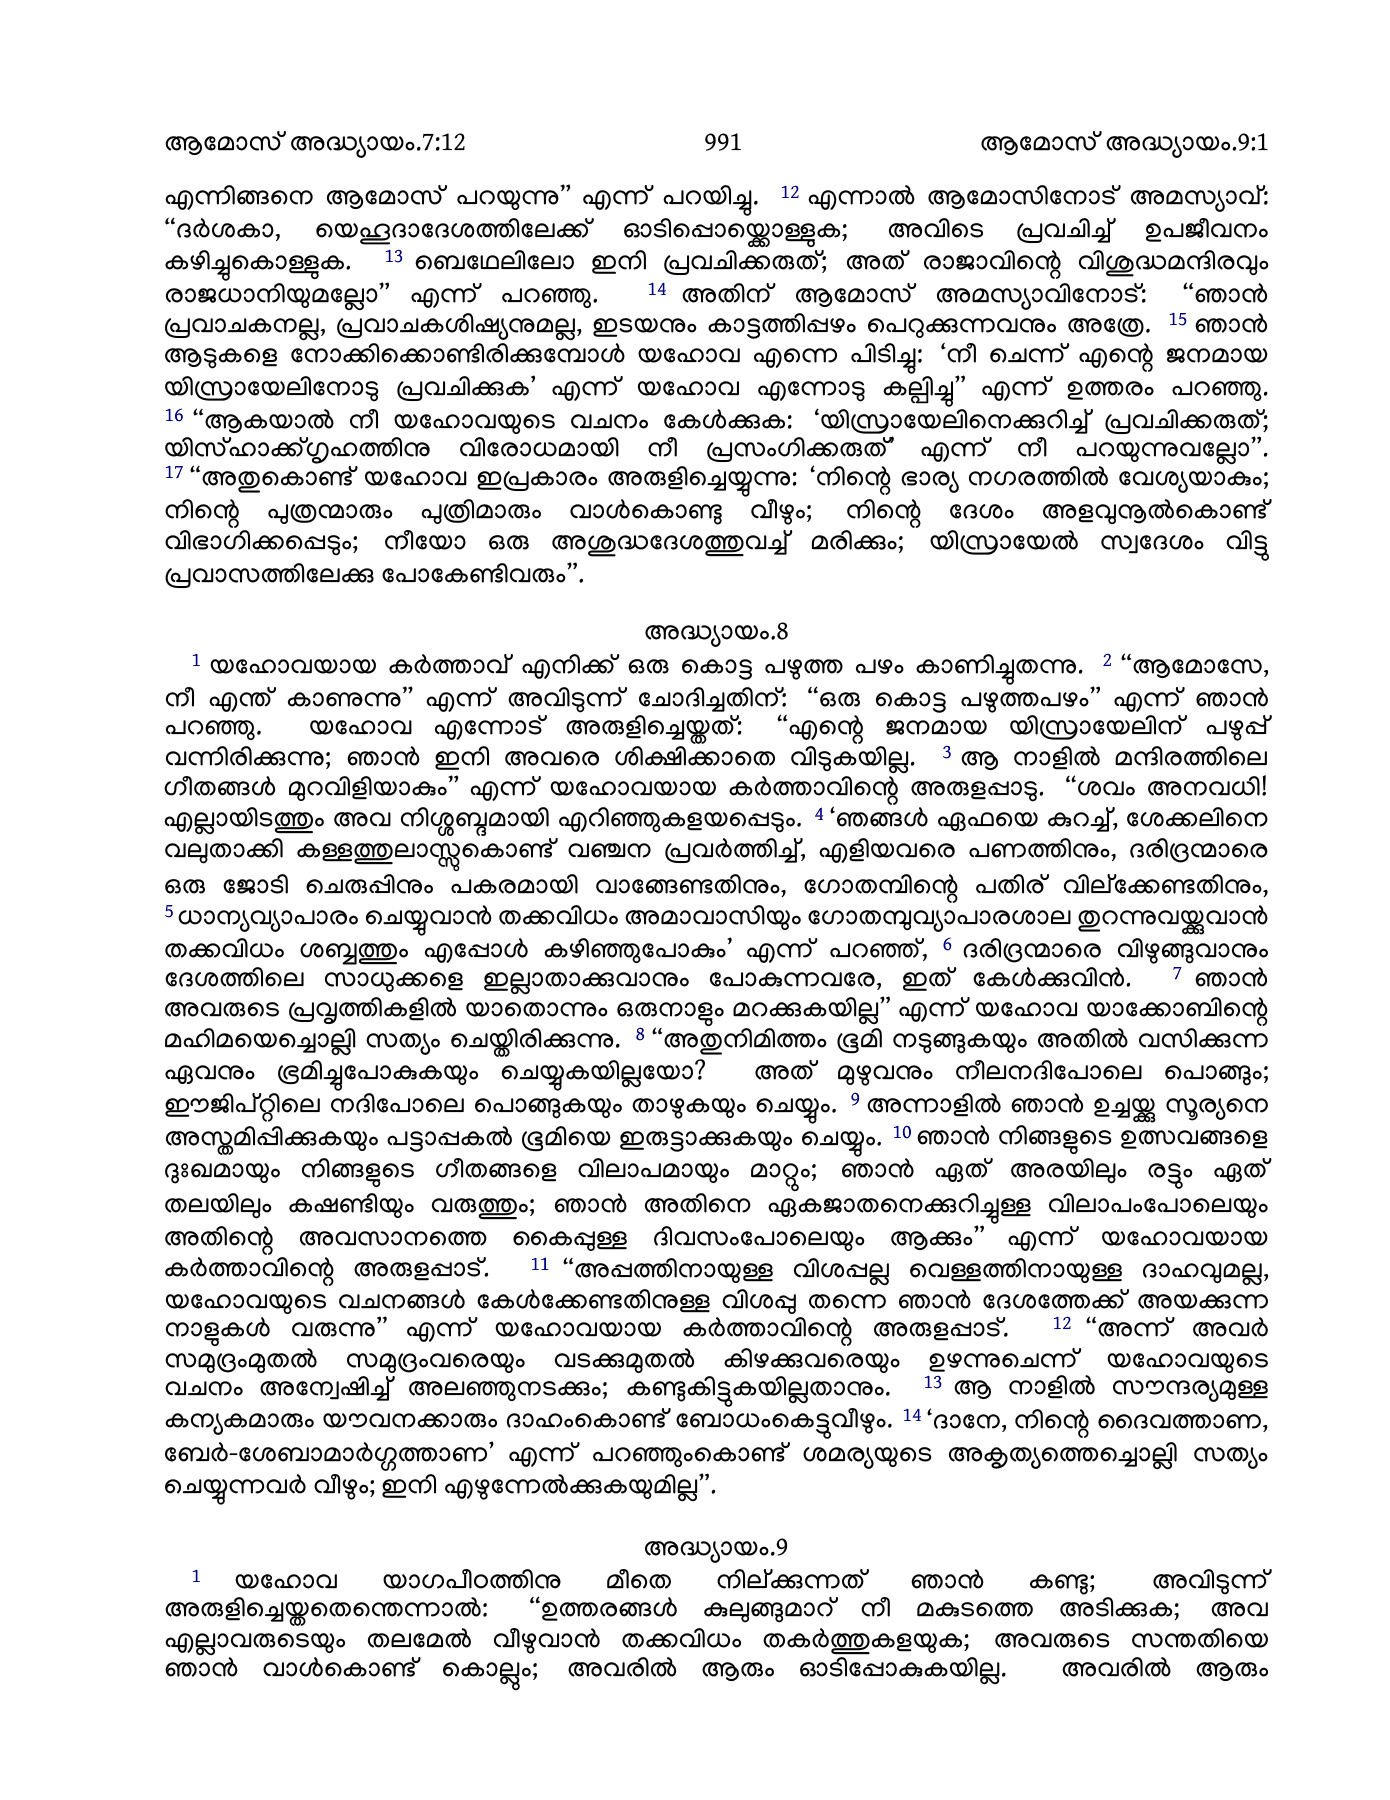 ആമോസ് അദ്ധ്യായം.7:12 991 ആമോസ് അദ്ധ്യായം.9:1
എന്നിങ്ങനെ ആമോസ് പറയുന്നു” എന്ന് പറയിച്ചു. 12 എന്നാൽ ആമോസിനോട് അമസ്യാവ്:
“ദർശകാ, യെഹൂദാദേശത്തിലേക്ക് ഓടിപ്പൊയ്ക്കൊള്ളുക; അവിടെ പ്രവചിച്ച് ഉപജീവനം
കഴിച്ചുകൊള്ളുക. 13 ബെഥേലിലോ ഇനി പ്രവചിക്കരുത്; അത് രാജാവിന്റെ വിശുദ്ധമന്ദിരവും
രാജധാനിയുമല്ലോ” എന്ന് പറഞ്ഞു. 14 അതിന് ആമോസ് അമസ്യാവിനോട്: “ഞാൻ
പ്രവാചകനല്ല, പ്രവാചകശിഷ്യനുമല്ല, ഇടയനും കാട്ടത്തിപ്പഴം പെറുക്കുന്നവനും അത്രേ. 15 ഞാൻ
ആടുകളെ നോക്കിക്കൊണ്ടിരിക്കുമ്പോൾ യഹോവ എന്നെ പിടിച്ചു: ‘നീ ചെന്ന് എന്റെ ജനമായ
യിസ്രായേലിനോടു പ്രവചിക്കുക’ എന്ന് യഹോവ എന്നോടു കല്പിച്ചു” എന്ന് ഉത്തരം പറഞ്ഞു.
16 “ആകയാൽ നീ യഹോവയുടെ വചനം കേൾക്കുക: ‘യിസ്രായേലിനെക്കുറിച്ച് പ്രവചിക്കരുത്;
യിസ്ഹാക്ക്ഗൃഹത്തിനു വിരോധമായി നീ പ്രസംഗിക്കരുത്’ എന്ന് നീ പറയുന്നുവല്ലോ”.
17 “അതുകൊണ്ട് യഹോവ ഇപ്രകാരം അരുളിച്ചെയ്യുന്നു: ‘നിന്റെ ഭാര്യ നഗരത്തിൽ വേശ്യയാകും;
നിന്റെ പുത്രന്മാരും പുത്രിമാരും വാൾകൊണ്ടു വീഴും; നിന്റെ ദേശം അളവുനൂൽകൊണ്ട്
വിഭാഗിക്കപ്പെടും; നീയോ ഒരു അശുദ്ധദേശത്തുവച്ച് മരിക്കും; യിസ്രായേൽ സ്വദേശം വിട്ടു
പ്രവാസത്തിലേക്കു പോകേണ്ടിവരും”.
അദ്ധ്യായം.8
1 യഹോവയായ കർത്താവ് എനിക്ക് ഒരു കൊട്ട പഴുത്ത പഴം കാണിച്ചുതന്നു. 2 “ആമോസേ,
നീ എന്ത് കാണുന്നു” എന്ന് അവിടുന്ന് ചോദിച്ചതിന്: “ഒരു കൊട്ട പഴുത്തപഴം” എന്ന് ഞാൻ
പറഞ്ഞു. യഹോവ എന്നോട് അരുളിച്ചെയ്തത്: “എന്റെ ജനമായ യിസ്രായേലിന് പഴുപ്പ്
വന്നിരിക്കുന്നു; ഞാൻ ഇനി അവരെ ശിക്ഷിക്കാതെ വിടുകയില്ല. 3 ആ നാളിൽ മന്ദിരത്തിലെ
ഗീതങ്ങൾ മുറവിളിയാകും” എന്ന് യഹോവയായ കർത്താവിന്റെ അരുളപ്പാടു. “ശവം അനവധി!
എല്ലായിടത്തും അവ നിശ്ശബ്ദമായി എറിഞ്ഞുകളയപ്പെടും. 4 ‘ഞങ്ങൾ ഏഫയെ കുറച്ച്, ശേക്കലിനെ
വലുതാക്കി കള്ളത്തുലാസ്സുകൊണ്ട് വഞ്ചന പ്രവർത്തിച്ച്, എളിയവരെ പണത്തിനും, ദരിദ്രന്മാരെ
ഒരു ജോടി ചെരുപ്പിനും പകരമായി വാങ്ങേണ്ടതിനും, ഗോതമ്പിന്റെ പതിര് വില്ക്കേണ്ടതിനും,
5 ധാന്യവ്യാപാരം ചെയ്യുവാൻ തക്കവിധം അമാവാസിയും ഗോതമ്പുവ്യാപാരശാല തുറന്നുവയ്ക്കുവാൻ
തക്കവിധം ശബ്ബത്തും എപ്പോൾ കഴിഞ്ഞുപോകും’ എന്ന് പറഞ്ഞ്, 6 ദരിദ്രന്മാരെ വിഴുങ്ങുവാനും
ദേശത്തിലെ സാധുക്കളെ ഇല്ലാതാക്കുവാനും പോകുന്നവരേ, ഇത് കേൾക്കുവിൻ. 7 ഞാൻ
അവരുടെ പ്രവൃത്തികളിൽ യാതൊന്നും ഒരുനാളും മറക്കുകയില്ല” എന്ന് യഹോവ യാക്കോബിന്റെ
മഹിമയെച്ചൊല്ലി സത്യം ചെയ്തിരിക്കുന്നു. 8 “അതുനിമിത്തം ഭൂമി നടുങ്ങുകയും അതിൽ വസിക്കുന്ന
ഏവനും ഭ്രമിച്ചുപോകുകയും ചെയ്യുകയില്ലയോ? അത് മുഴുവനും നീലനദിപോലെ പൊങ്ങും;
ഈജിപ്റ്റിലെ നദിപോലെ പൊങ്ങുകയും താഴുകയും ചെയ്യും. 9 അന്നാളിൽ ഞാൻ ഉച്ചയ്ക്കു സൂര്യനെ
അസ്തമിപ്പിക്കുകയും പട്ടാപ്പകൽ ഭൂമിയെ ഇരുട്ടാക്കുകയും ചെയ്യും. 10 ഞാൻ നിങ്ങളുടെ ഉത്സവങ്ങളെ
ദുഃഖമായും നിങ്ങളുടെ ഗീതങ്ങളെ വിലാപമായും മാറ്റും; ഞാൻ ഏത് അരയിലും രട്ടും ഏത്
തലയിലും കഷണ്ടിയും വരുത്തും; ഞാൻ അതിനെ ഏകജാതനെക്കുറിച്ചുള്ള വിലാപംപോലെയും
അതിന്റെ അവസാനത്തെ കൈപ്പുള്ള ദിവസംപോലെയും ആക്കും” എന്ന് യഹോവയായ
കർത്താവിന്റെ അരുളപ്പാട്. 11 “അപ്പത്തിനായുള്ള വിശപ്പല്ല വെള്ളത്തിനായുള്ള ദാഹവുമല്ല,
യഹോവയുടെ വചനങ്ങൾ കേൾക്കേണ്ടതിനുള്ള വിശപ്പു തന്നെ ഞാൻ ദേശത്തേക്ക് അയക്കുന്ന
നാളുകൾ വരുന്നു” എന്ന് യഹോവയായ കർത്താവിന്റെ അരുളപ്പാട്. 12 “അന്ന് അവർ
സമുദ്രംമുതൽ സമുദ്രംവരെയും വടക്കുമുതൽ കിഴക്കുവരെയും ഉഴന്നുചെന്ന് യഹോവയുടെ
വചനം അന്വേഷിച്ച് അലഞ്ഞുനടക്കും; കണ്ടുകിട്ടുകയില്ലതാനും. 13 ആ നാളിൽ സൗന്ദര്യമുള്ള
കന്യകമാരും യൗവനക്കാരും ദാഹംകൊണ്ട് ബോധംകെട്ടുവീഴും. 14 ‘ദാനേ, നിന്റെ ദൈവത്താണ,
ബേർ-ശേബാമാർഗ്ഗത്താണ’ എന്ന് പറഞ്ഞുംകൊണ്ട് ശമര്യയുടെ അകൃത്യത്തെച്ചൊല്ലി സത്യം
ചെയ്യുന്നവർ വീഴും; ഇനി എഴുന്നേൽക്കുകയുമില്ല”.
അദ്ധ്യായം.9
1 യഹോവ യാഗപീഠത്തിനു മീതെ നില്ക്കുന്നത് ഞാൻ കണ്ടു; അവിടുന്ന്
അരുളിച്ചെയ്തതെന്തെന്നാൽ: “ഉത്തരങ്ങൾ കുലുങ്ങുമാറ് നീ മകുടത്തെ അടിക്കുക; അവ
എല്ലാവരുടെയും തലമേൽ വീഴുവാൻ തക്കവിധം തകർത്തുകളയുക; അവരുടെ സന്തതിയെ
ഞാൻ വാൾകൊണ്ട് കൊല്ലും; അവരിൽ ആരും ഓടിപ്പോകുകയില്ല. അവരിൽ ആരും